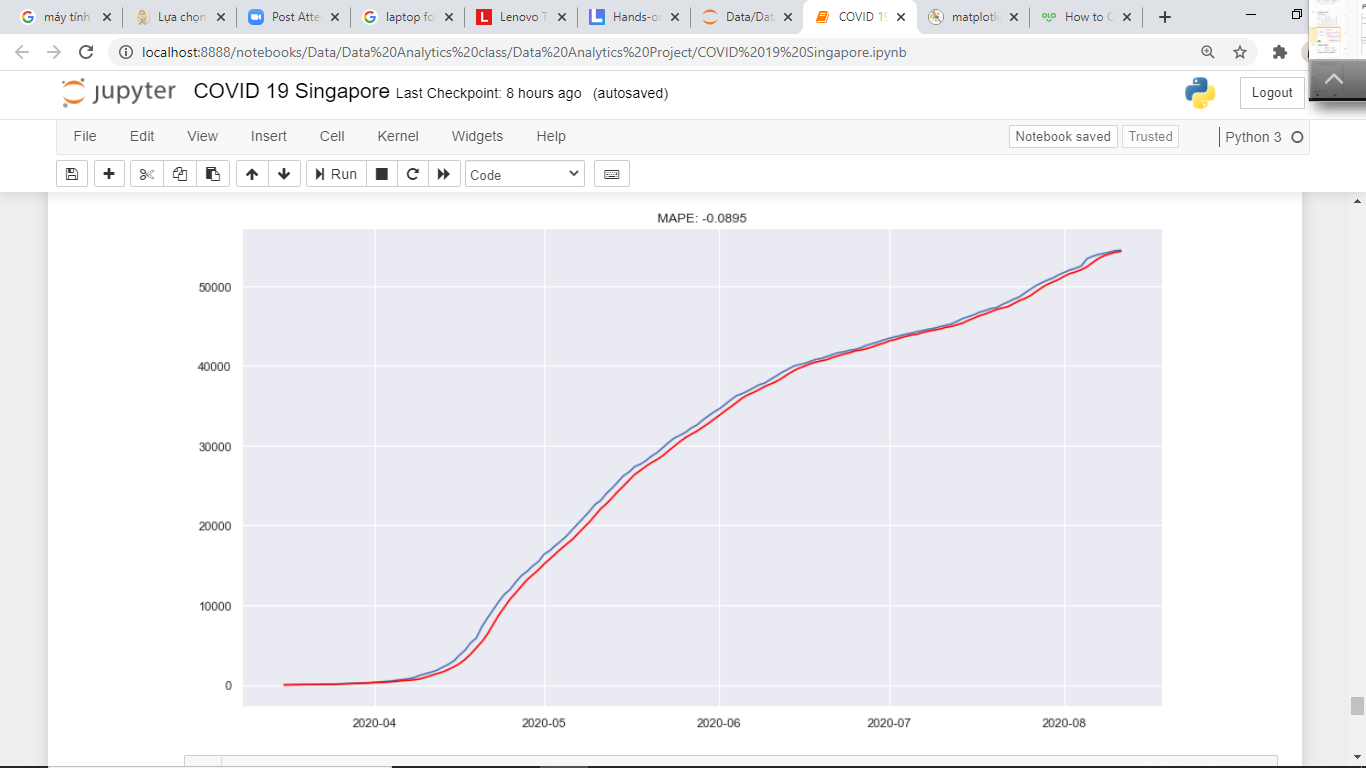 máy tính
Lựa chọn
Post Atte
laptop fo
Lenovo T
Hands-o
Data/Dat
COVID 19
matplotli
How to C
localhost:8888/notebooks/Data/Data%20Analytics%20class/Data%20Analytics%20Project/COVID%2019%20Singapore.ipynb
jupyter COVID 19 Singapore Last Checkpoint: 8 hours ago (autosaved)
Logout
File Edit View Insert Cell Kernel Widgets Help
Notebook saved Trusted Python 3
Run Code
MAPE: -0.0895
50000
40000
30000
20000
10000
0
2020-04 2020-05 2020-06 2020-07 2020-08